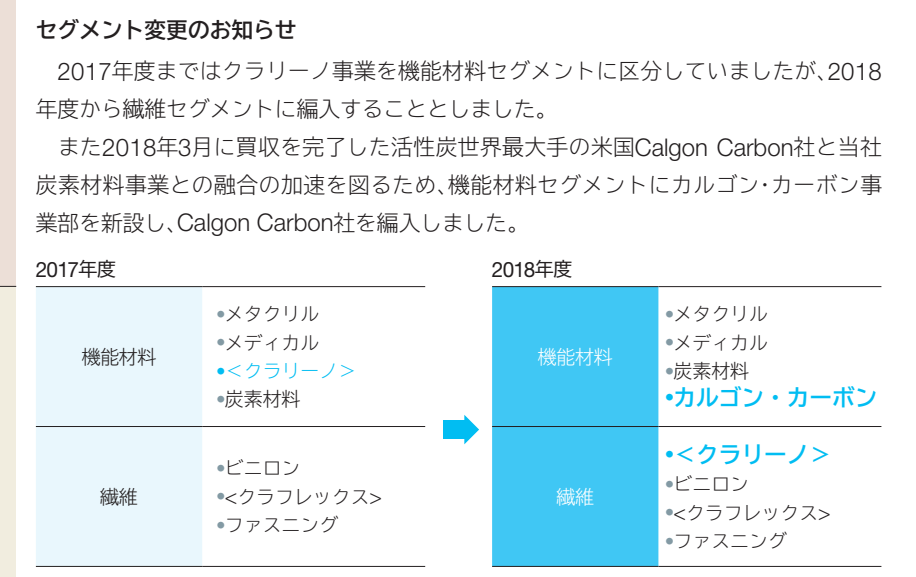 セグメント変更のお知らせ
2017年度まではクラリーノ事業を機能材料セグメントに区分していましたが、2018
年度から繊維セグメントに編入することとしました。
また2018年3月に買収を完了した活性炭世界最大手の米国Calgon Carbon社と当社
炭素材料事業との融合の加速を図るため、機能材料セグメントにカルゴン・カーボン事
業部を新設し、Calgon Carbon社を編入しました。
2017年度
機能材料
•メタクリル
•メディカル
•＜クラリーノ＞
•炭素材料
繊維
•ビニロン
•<クラフレックス>
•ファスニング
2018年度
機能材料
•メタクリル
•メディカル
•炭素材料
•カルゴン・カーボン
繊維
•＜クラリーノ＞
•ビニロン
•<クラフレックス>
•ファスニング